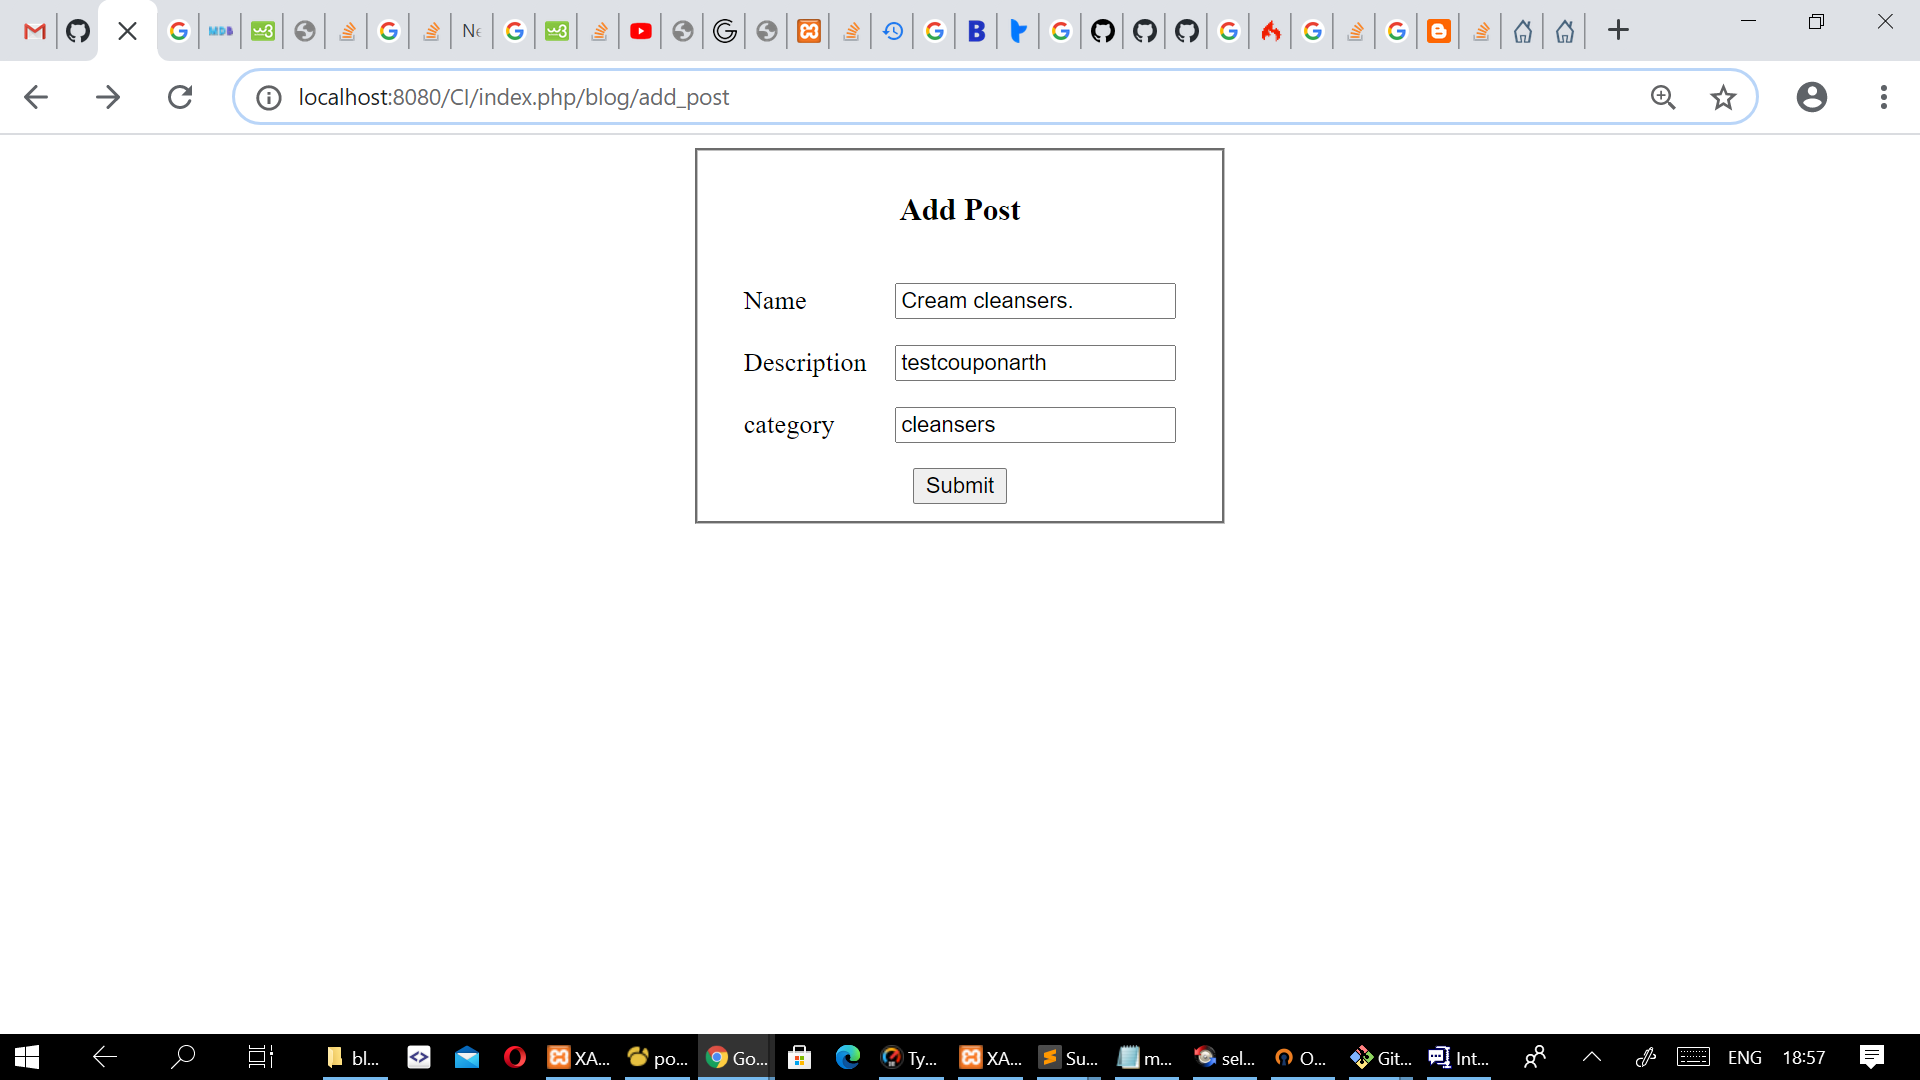 MDB
localhost:8080/CI/index.php/blog/add_post
Add Post
Name Cream cleansers.
Description testcouponarth
category cleansers
Submit
bl... XA... po... Go... Ty... XA... Su... m... sel... O... Git... Int... ENG 18:57